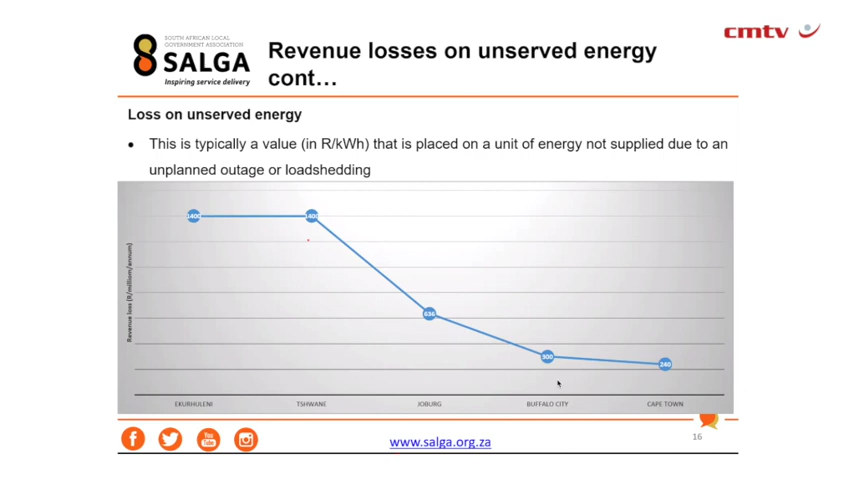 cmtv
SOUTH AFRICAN LOCAL
GOVERNMENT ASSOCIATION
SALGA
Inspiring service delivery
Revenue losses on unserved energy
cont…
Loss on unserved energy
• This is typically a value (in R/kWh) that is placed on a unit of energy not supplied due to an
unplanned outage or loadshedding
Revenue loss (R/million/annum)
1400
1400
636
300
240
EKURHULENI
TSHWANE
JOBURG
BUFFALO CITY
CAPE TOWN
You
Tube
www.salga.org.za
16